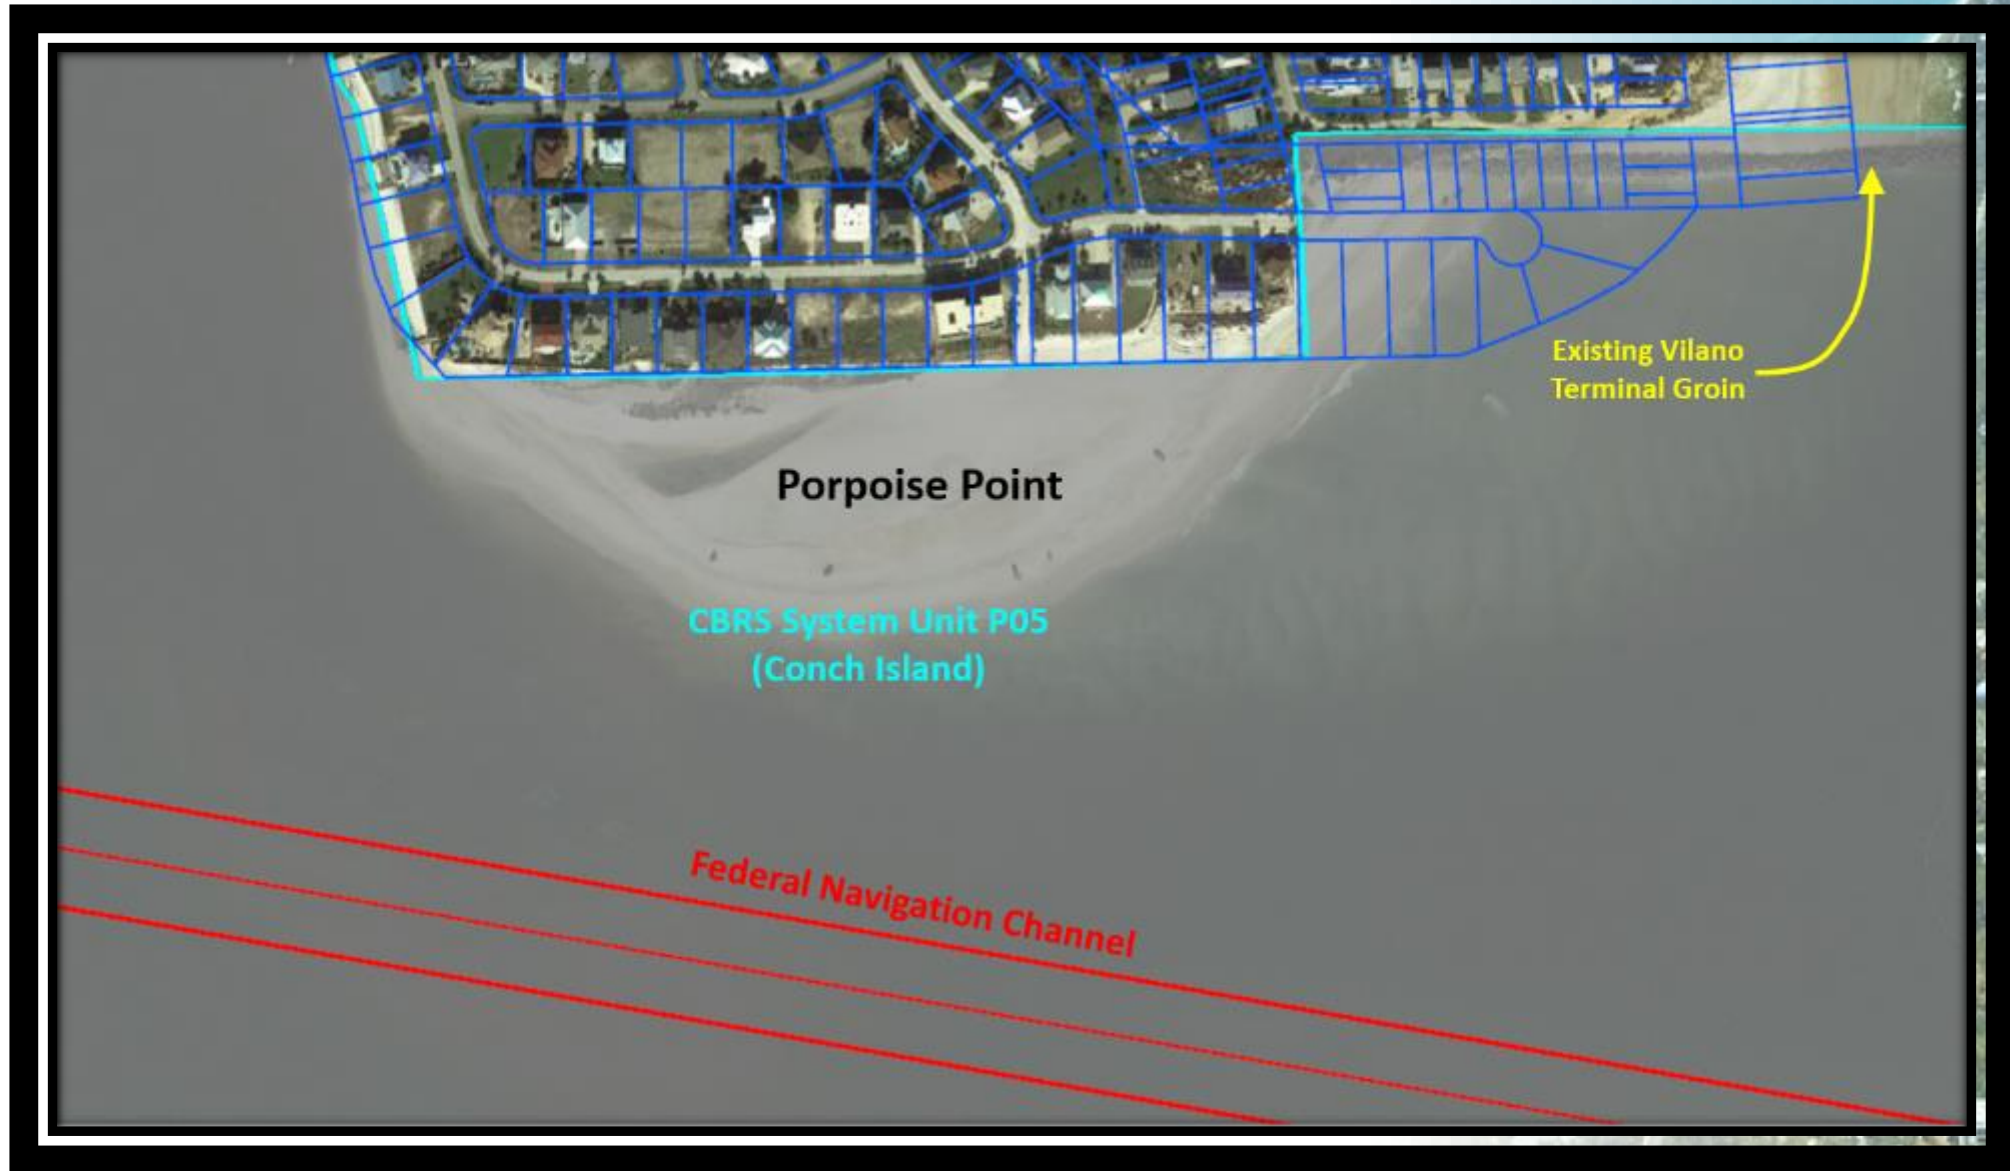 Existing Vilano
Terminal Groin
Porpoise Point
CBRS System Unit P05
(Conch Island)
Federal Navigation Channel